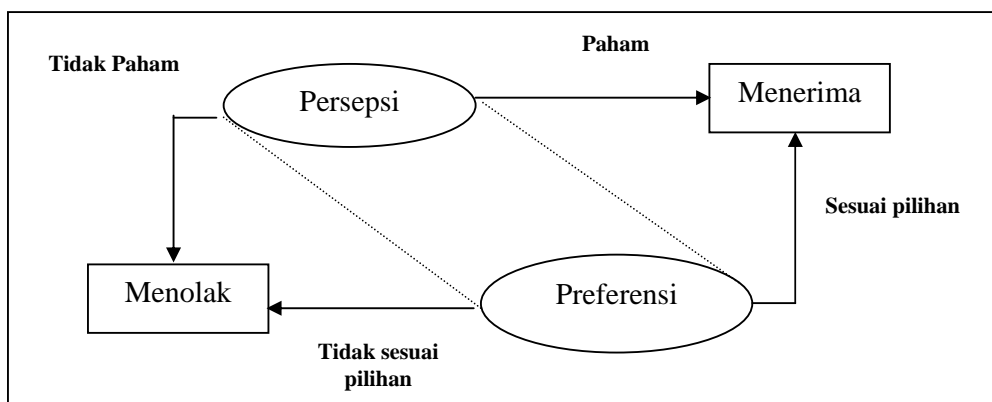 Paham
Tidak Paham
Persepsi
Menerima
Sesuai pilihan
Menolak
Preferensi
Tidak sesuai
pilihan